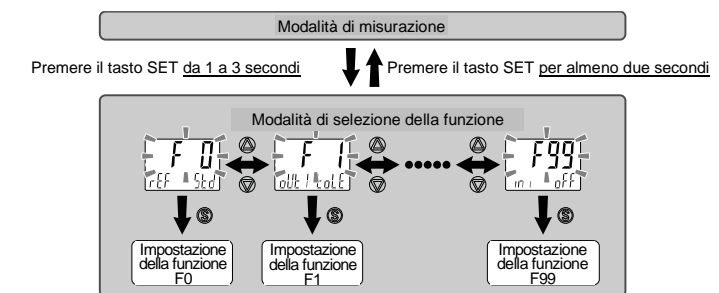 Modalità di misurazione
Premere il tasto SET da 1 a 3 secondi
Premere il tasto SET per almeno due secondi
Modalità di selezione della funzione
F 0
rEF Std
F 1
oUt1 toLE
F99
ini oFF
S
S
S
Impostazione
della funzione
F0
Impostazione
della funzione
F1
Impostazione
della funzione
F99